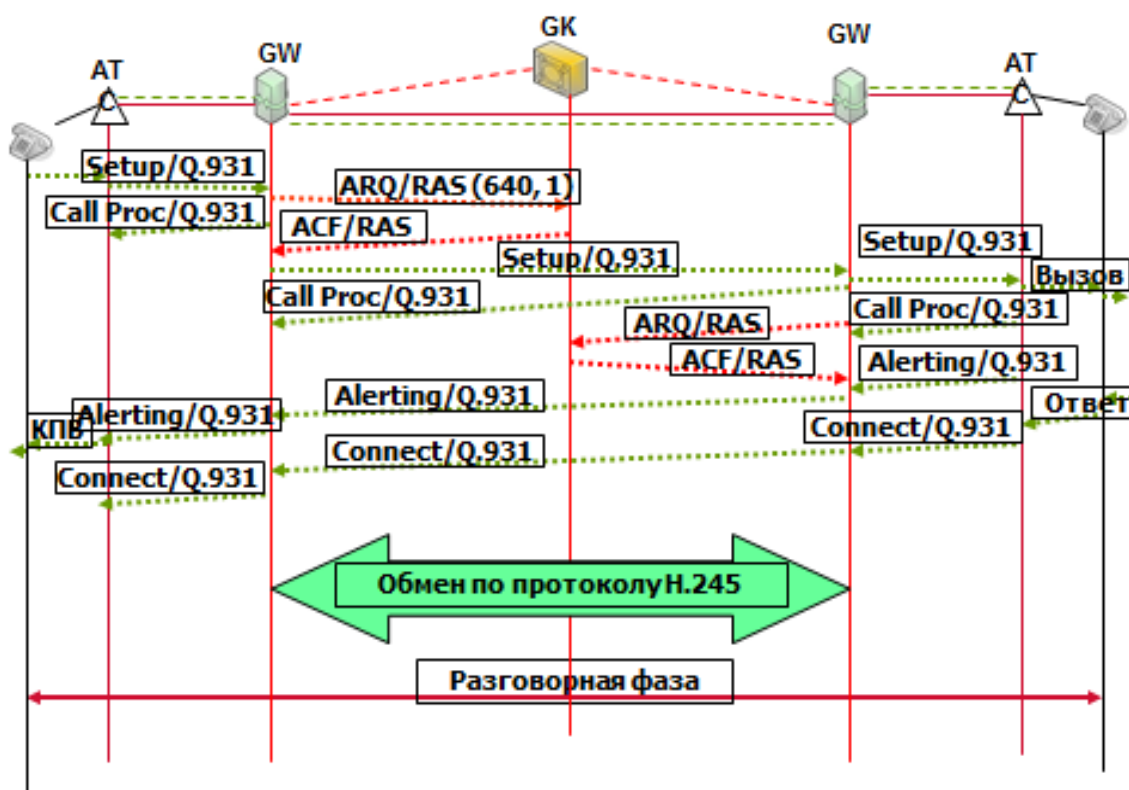 GK
GW
GW
AT
AT
C
C
Setup/Q.931
ARQ/RAS (640, 1)
Call Proc/Q.931
ACF/RAS
Setup/Q.931
Setup/Q.931
Вызов
Call Proc/Q.931
Call Proc/Q.931
ARQ/RAS
ACF/RAS
Alerting/Q.931
Alerting/Q.931
Alerting/Q.931
КПВ
Ответ
Connect/Q.931
Connect/Q.931
Connect/Q.931
Обмен по протоколу H.245
Разговорная фаза